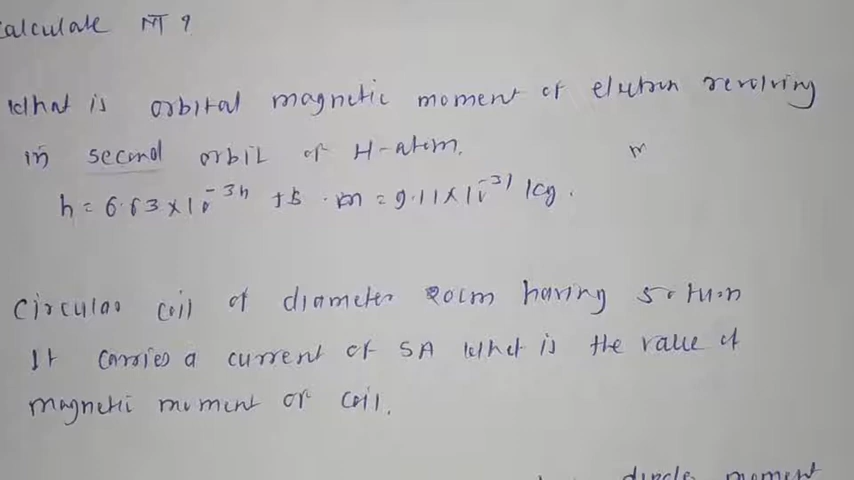 calculate M ?
What is orbital magnetic moment of electron revolving
in second orbit of H-atom.
m
h = 6.63 × 10^-34 JS . m = 9.11 × 10^-31 kg .
Circular coil of diameter 20cm having 50 turn
It carries a current of 5A What is the value of
magnetic moment of coil.
dipole moment